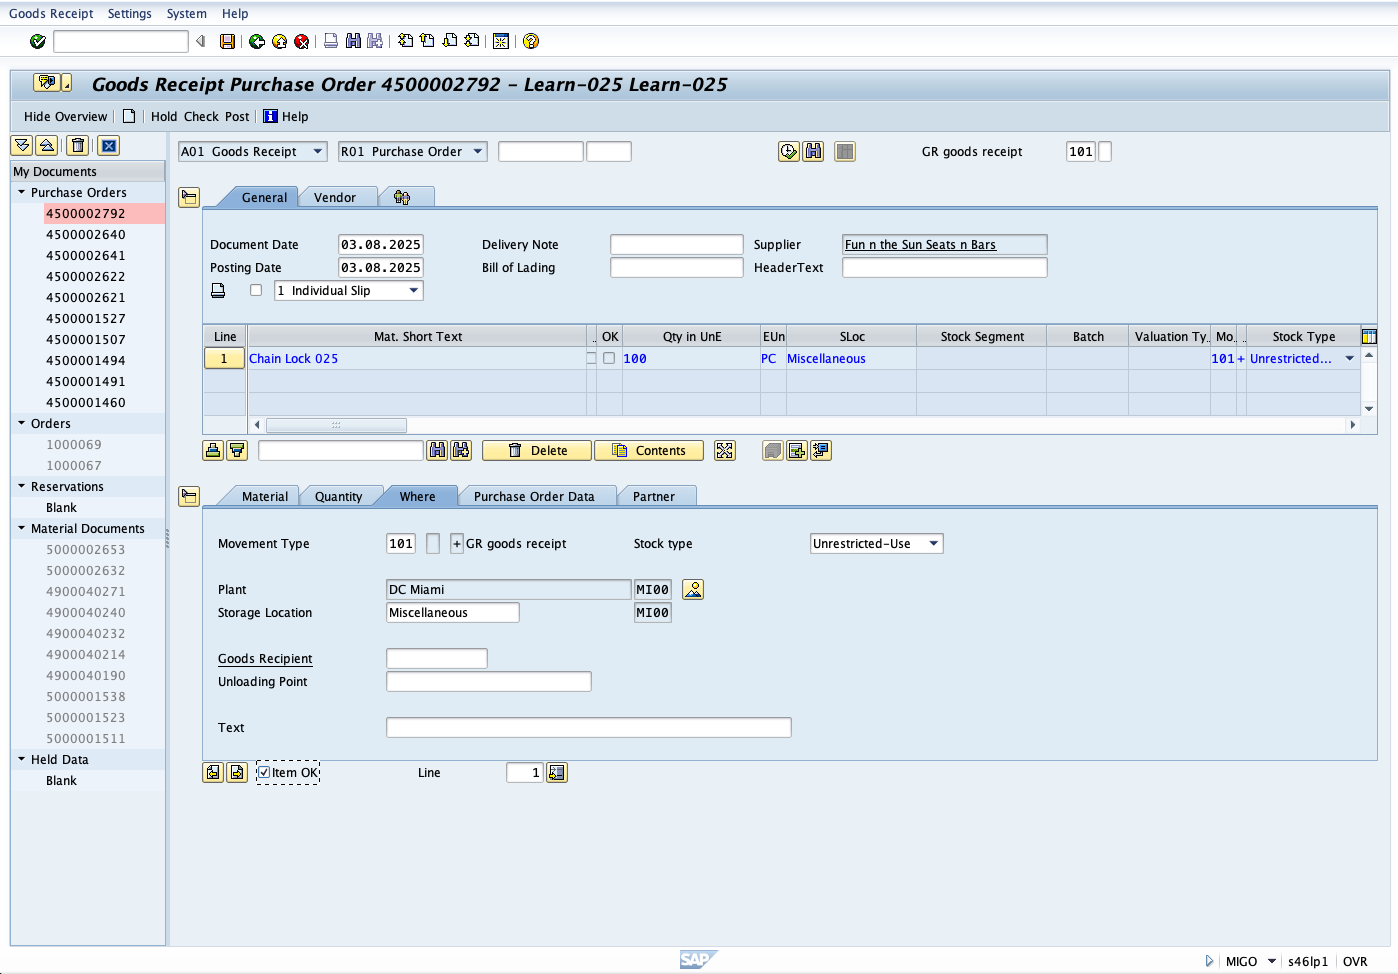 Goods Receipt Settings System Help
Goods Receipt Purchase Order 4500002792 - Learn-025 Learn-025
Hide Overview Hold Check Post Help
A01 Goods Receipt R01 Purchase Order GR goods receipt 101
My Documents
Purchase Orders
4500002792
4500002640
4500002641
4500002622
4500002621
4500001527
4500001507
4500001494
4500001491
4500001460
Orders
1000069
1000067
Reservations
Blank
Material Documents
5000002653
5000002632
4900040271
4900040240
4900040232
4900040214
4900040190
5000001538
5000001523
5000001511
Held Data
Blank
General Vendor
Document Date 03.08.2025 Delivery Note Supplier Fun n the Sun Seats n Bars
Posting Date 03.08.2025 Bill of Lading HeaderText
1 Individual Slip
Line Mat. Short Text .. OK Qty in UnE EUn SLoc Stock Segment Batch Valuation Ty.. Mo.. .. Stock Type
1 Chain Lock 025 100 PC Miscellaneous 101 + Unrestricted...
Delete Contents
Material Quantity Where Purchase Order Data Partner
Movement Type 101 + GR goods receipt Stock type Unrestricted-Use
Plant DC Miami MI00
Storage Location Miscellaneous MI00
Goods Recipient
Unloading Point
Text
Item OK Line 1
SAP MIGO s46lp1 OVR